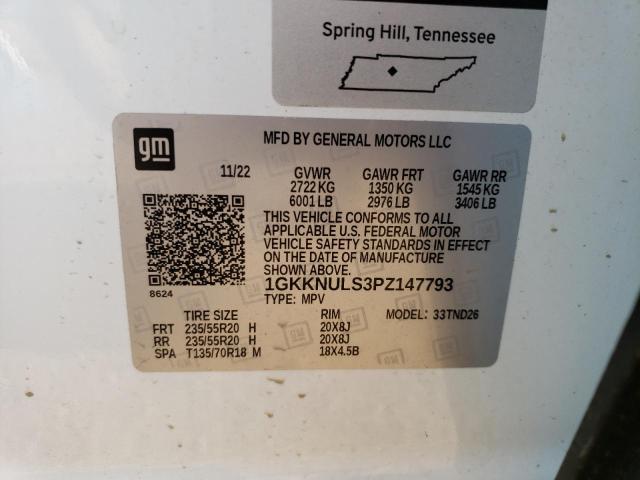 Spring Hill, Tennessee
gm
MFD BY GENERAL MOTORS LLC
11/22 GVWR GAWR FRT GAWR RR
2722 KG 1350 KG 1545 KG
6001 LB 2976 LB 3406 LB
THIS VEHICLE CONFORMS TO ALL
APPLICABLE U.S. FEDERAL MOTOR
VEHICLE SAFETY STANDARDS IN EFFECT
ON THE DATE OF MANUFACTURE
SHOWN ABOVE.
8624
1GKKNULS3PZ147793
TYPE: MPV
TIRE SIZE RIM MODEL: 33TND26
FRT 235/55R20 H 20X8J
RR 235/55R20 H 20X8J
SPA T135/70R18 M 18X4.5B